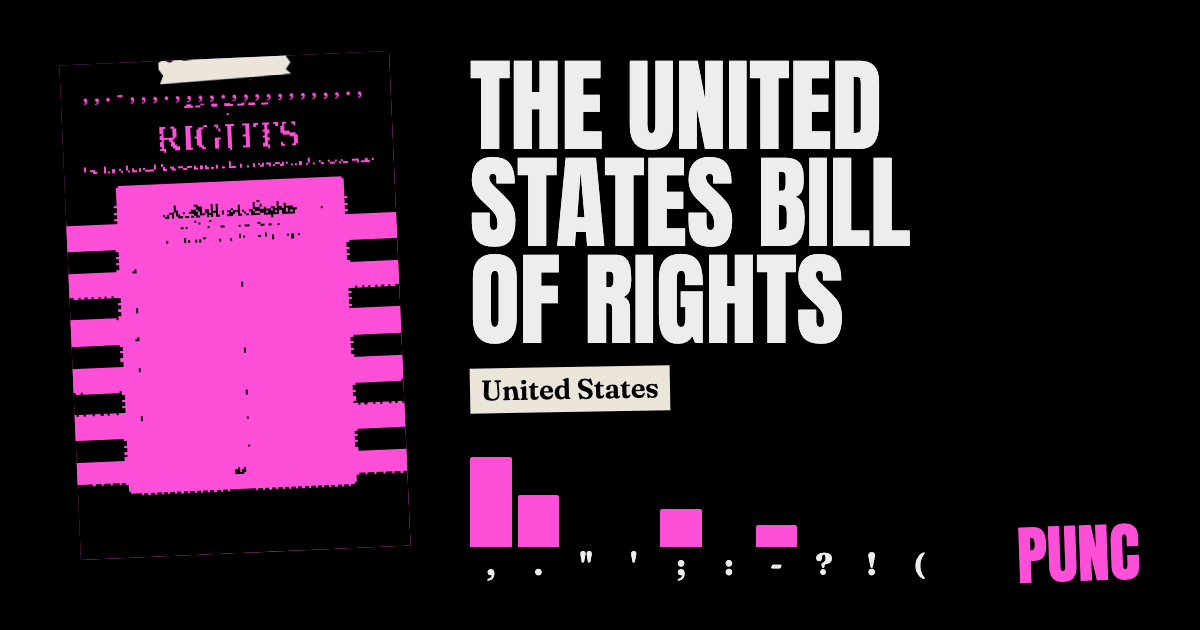 RIGHTS
THE UNITED
STATES BILL
OF RIGHTS
United States
, . " ' ; : - ? ! (
PUNC